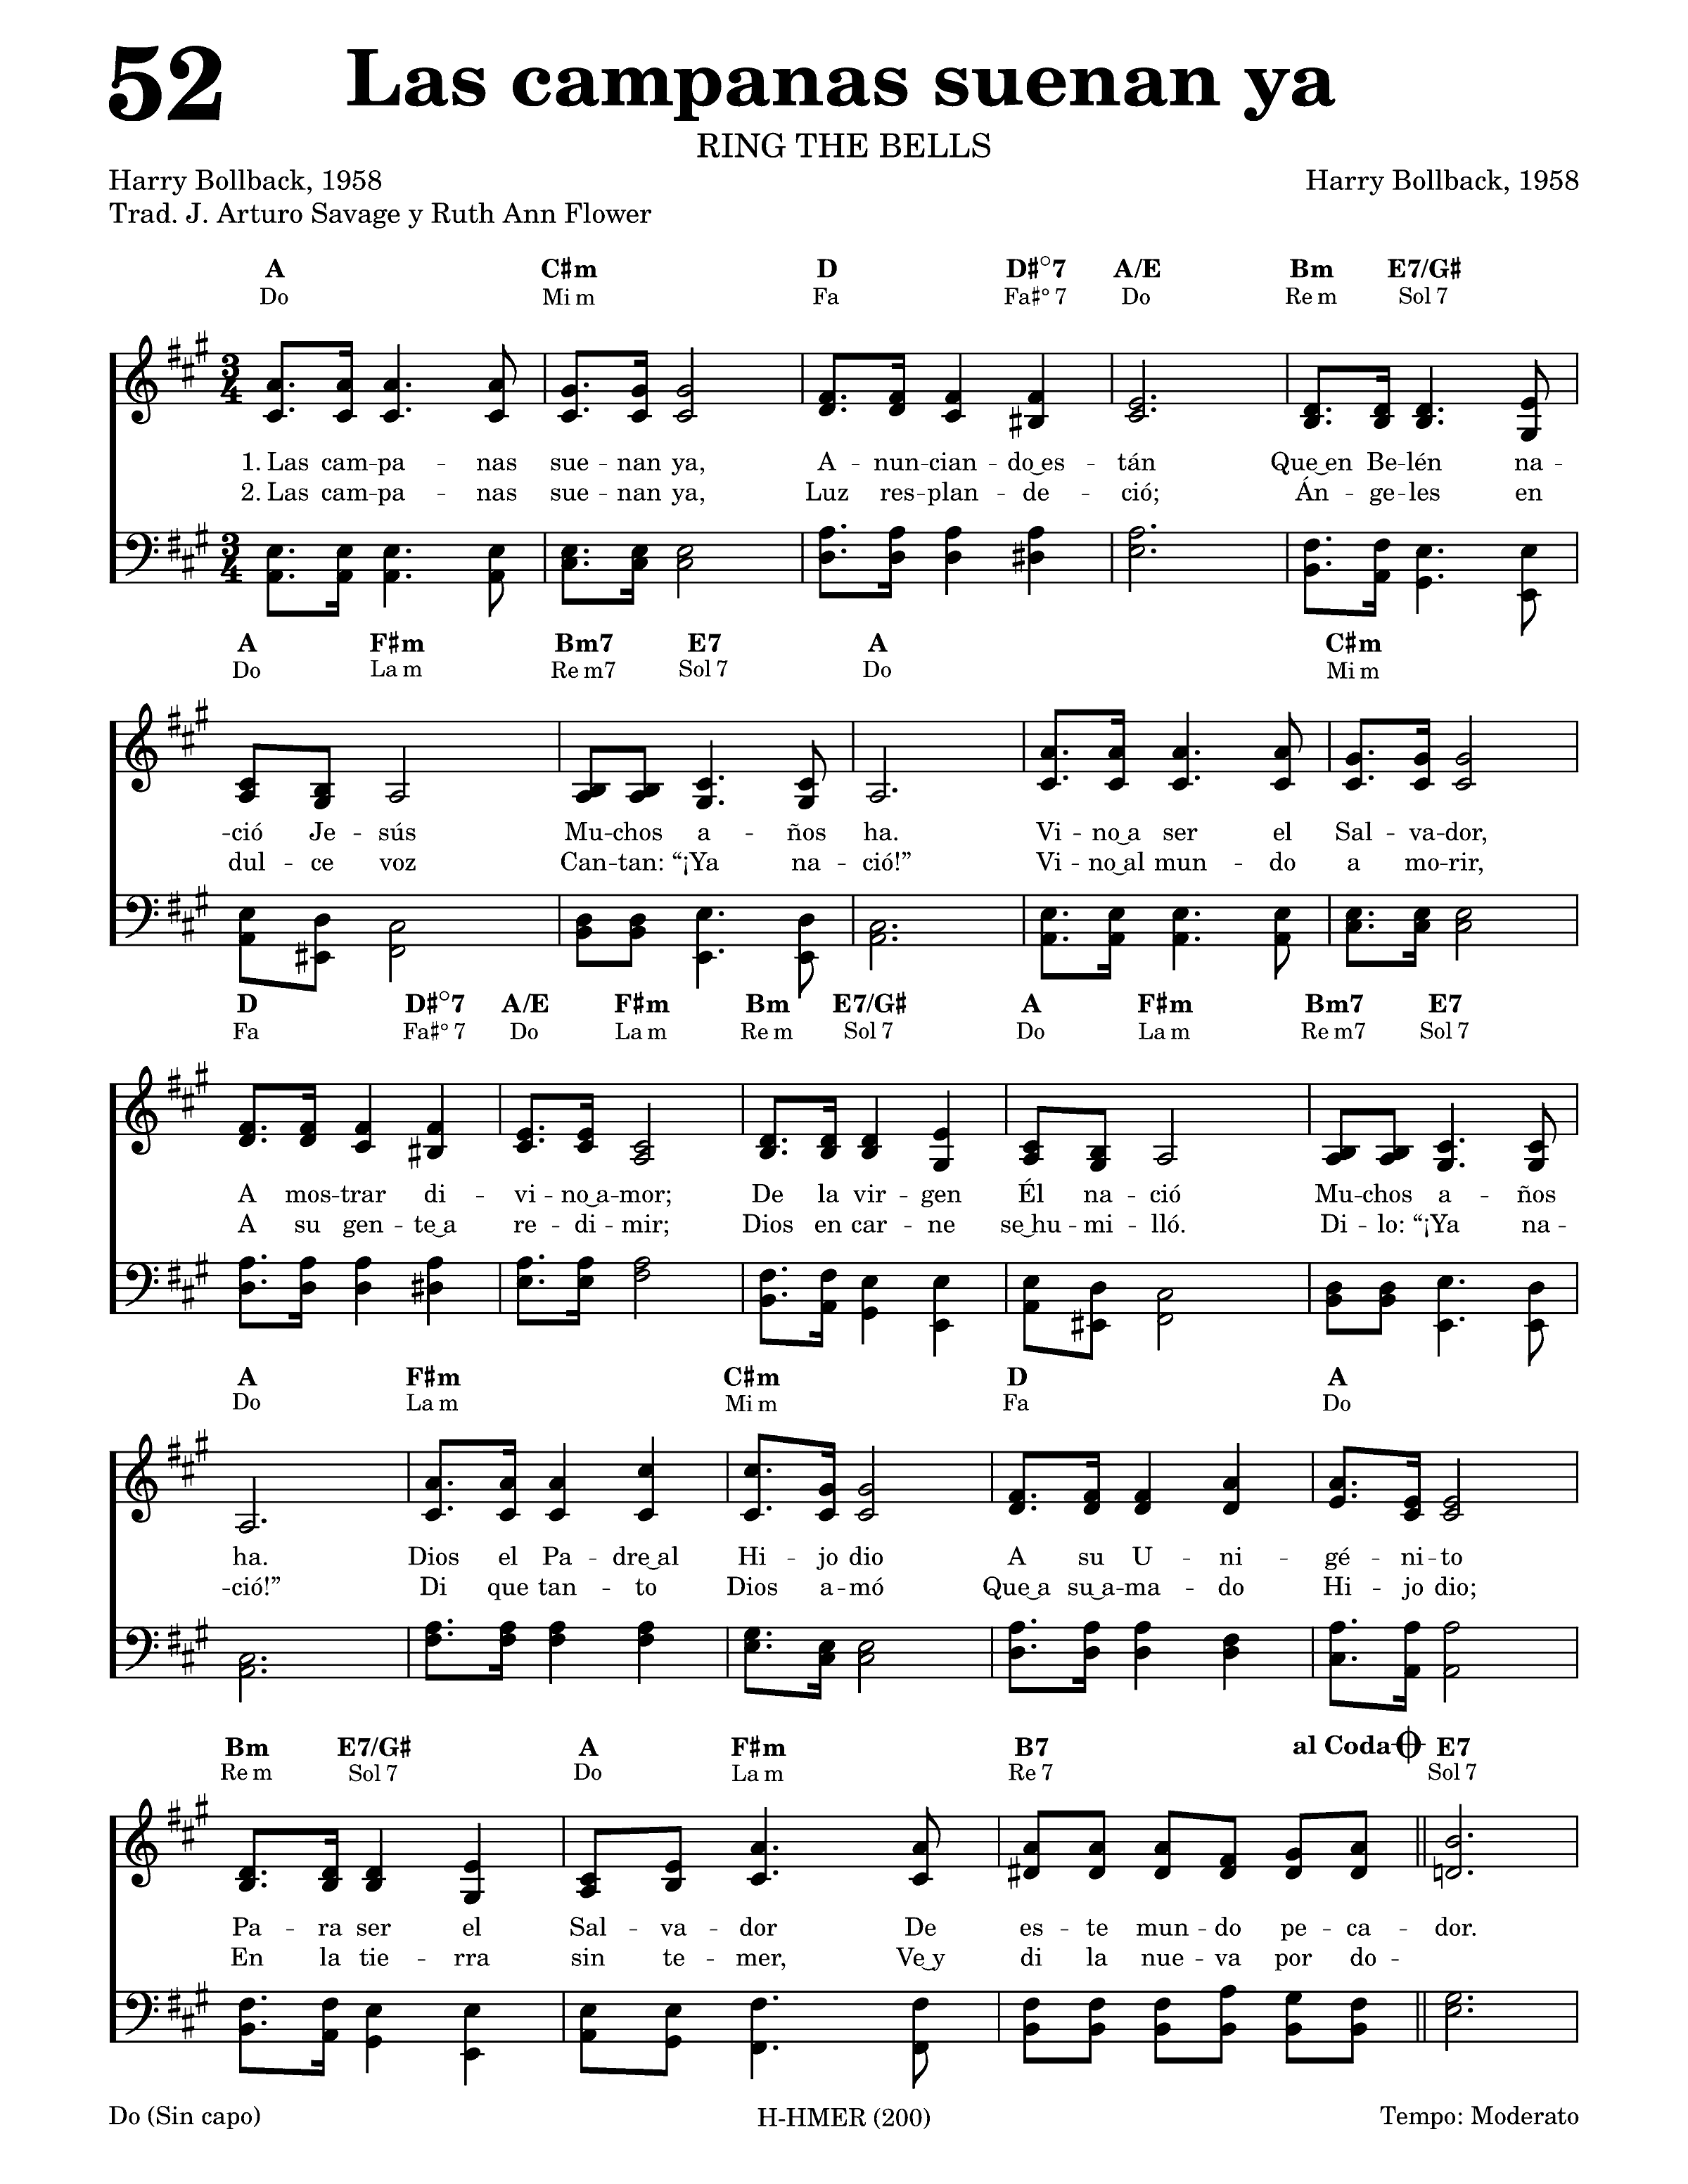 52 Las campanas suenan ya
RING THE BELLS
Harry Bollback, 1958 Harry Bollback, 1958
Trad. J. Arturo Savage y Ruth Ann Flower
A C♯m D D♯°7 A/E Bm E7/G♯
Do Mi m Fa Fa♯° 7 Do Re m Sol 7
3/4
1. Las cam – pa – nas sue – nan ya, A – nun – cian – do‿es – tán Que‿en Be – lén na –
2. Las cam – pa – nas sue – nan ya, Luz res – plan – de – ció; Án – ge – les en
3/4
A F♯m Bm7 E7 A C♯m
Do La m Re m7 Sol 7 Do Mi m
– ció Je – sús Mu – chos a – ños ha. Vi – no‿a ser el Sal – va – dor,
dul – ce voz Can – tan: “¡Ya na – ció!” Vi – no‿al mun – do a mo – rir,
D D♯°7 A/E F♯m Bm E7/G♯ A F♯m Bm7 E7
Fa Fa♯° 7 Do La m Re m Sol 7 Do La m Re m7 Sol 7
A mos – trar di – vi – no‿a – mor; De la vir – gen Él na – ció Mu – chos a – ños
A su gen – te‿a re – di – mir; Dios en car – ne se‿hu – mi – lló. Di – lo: “¡Ya na –
A F♯m C♯m D A
Do La m Mi m Fa Do
ha. Dios el Pa – dre‿al Hi – jo dio A su U – ni – gé – ni – to
– ció!” Di que tan – to Dios a – mó Que‿a su‿a – ma – do Hi – jo dio;
Bm E7/G♯ A F♯m B7 al Coda E7
Re m Sol 7 Do La m Re 7 Sol 7
Pa – ra ser el Sal – va – dor De es – te mun – do pe – ca – dor.
En la tie – rra sin te – mer, Ve‿y di la nue – va por do –
Do (Sin capo) H-HMER (200) Tempo: Moderato